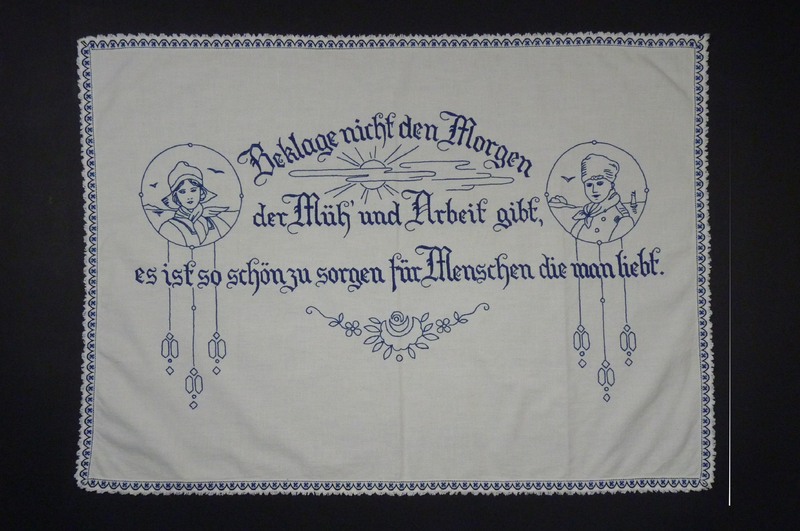 Beklage nicht den Morgen
der Müh' und Arbeit gibt,
es ist so schön zu sorgen für Menschen die man liebt.